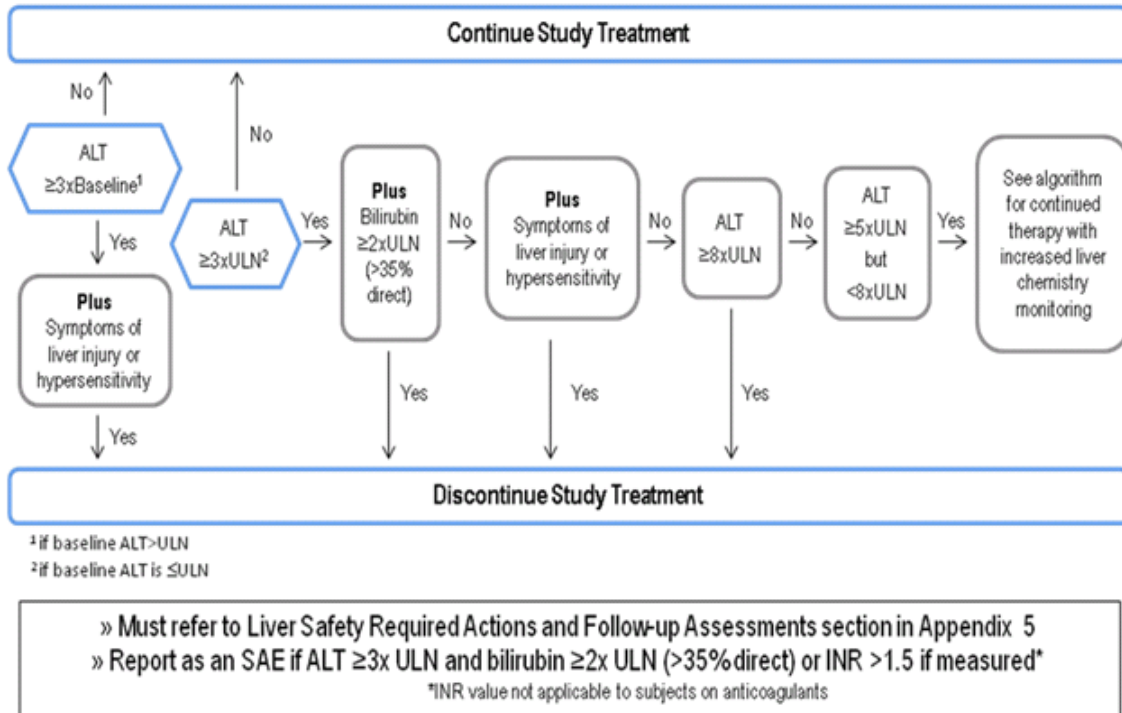 Continue Study Treatment
No
ALT
≥3xBaseline¹
Yes
Plus
Symptoms of
liver injury or
hypersensitivity
Yes
No
ALT
≥3xULN²
Yes
Plus
Bilirubin
≥2xULN
(>35%
direct)
No
Yes
Plus
Symptoms of
liver injury or
hypersensitivity
No
Yes
ALT
≥8xULN
No
Yes
ALT
≥5xULN
but
<8xULN
Yes
See algorithm
for continued
therapy with
increased liver
chemistry
monitoring
Discontinue Study Treatment
¹ if baseline ALT>ULN
² if baseline ALT is ≤ULN
» Must refer to Liver Safety Required Actions and Follow-up Assessments section in Appendix 5
» Report as an SAE if ALT ≥3x ULN and bilirubin ≥2x ULN (>35% direct) or INR >1.5 if measured*
*INR value not applicable to subjects on anticoagulants